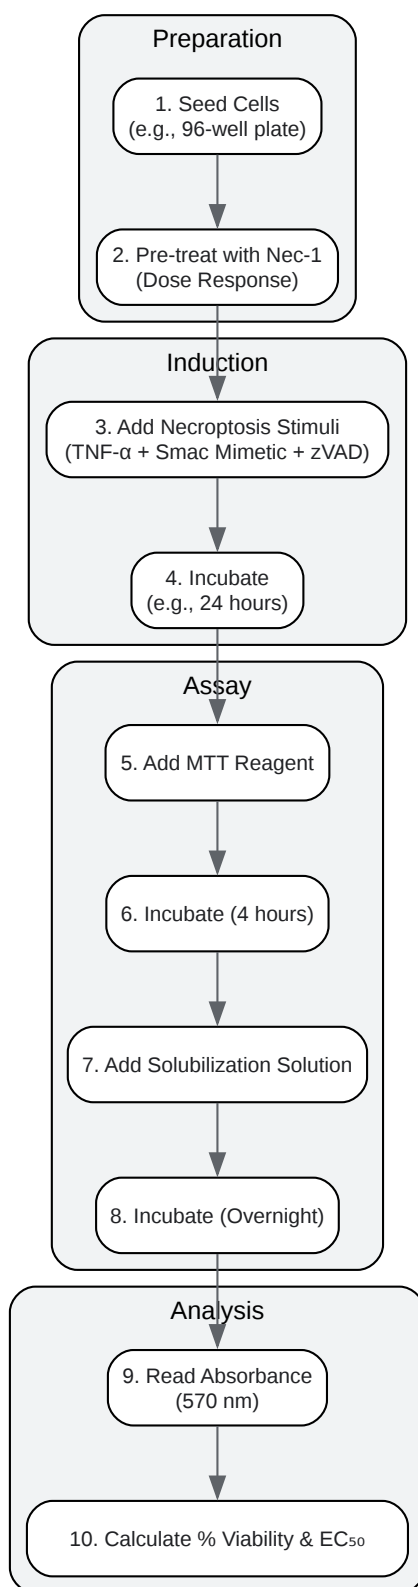 Preparation
1. Seed Cells
(e.g., 96-well plate)
2. Pre-treat with Nec-1
(Dose Response)
Induction
3. Add Necroptosis Stimuli
(TNF-α + Smac Mimetic + zVAD)
4. Incubate
(e.g., 24 hours)
Assay
5. Add MTT Reagent
6. Incubate (4 hours)
7. Add Solubilization Solution
8. Incubate (Overnight)
Analysis
9. Read Absorbance
(570 nm)
10. Calculate % Viability & EC₅₀